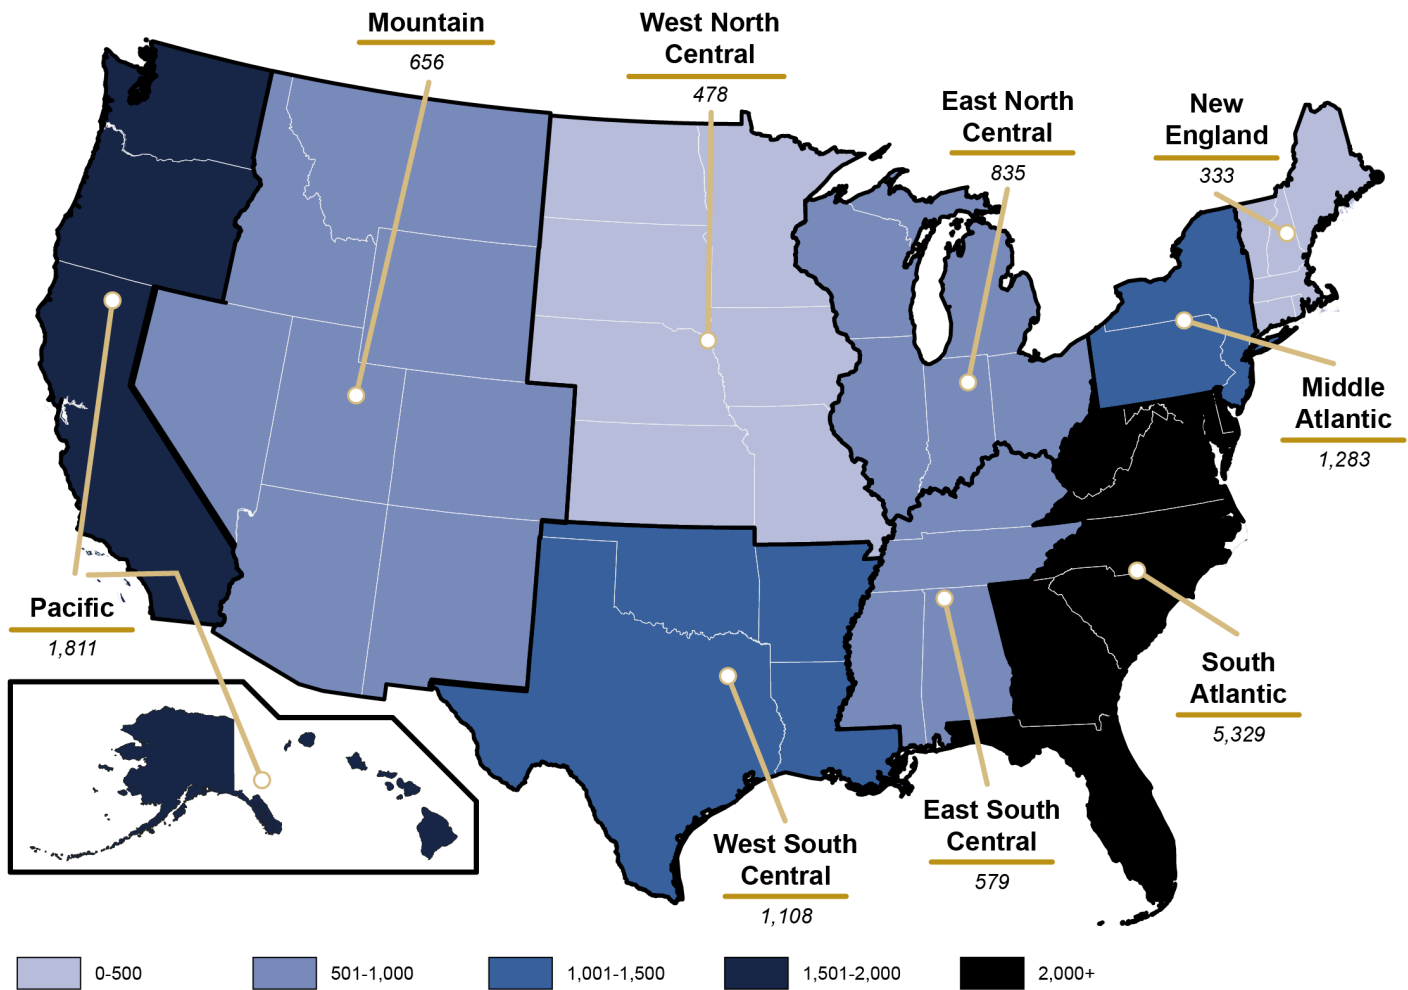 Mountain
656
West North
Central
478
East North
Central
835
New
England
333
Middle
Atlantic
1,283
Pacific
1,811
South
Atlantic
5,329
East South
Central
579
West South
Central
1,108
0-500
501-1,000
1,001-1,500
1,501-2,000
2,000+